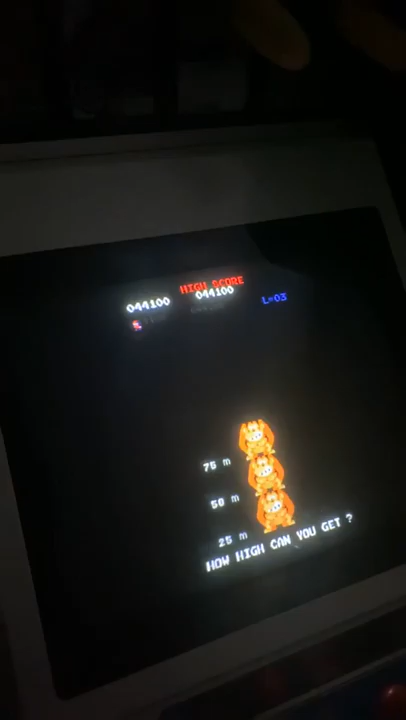 HIGH SCORE
044100 044100 L=03
75 m
50 m
25 m
HOW HIGH CAN YOU GET ?